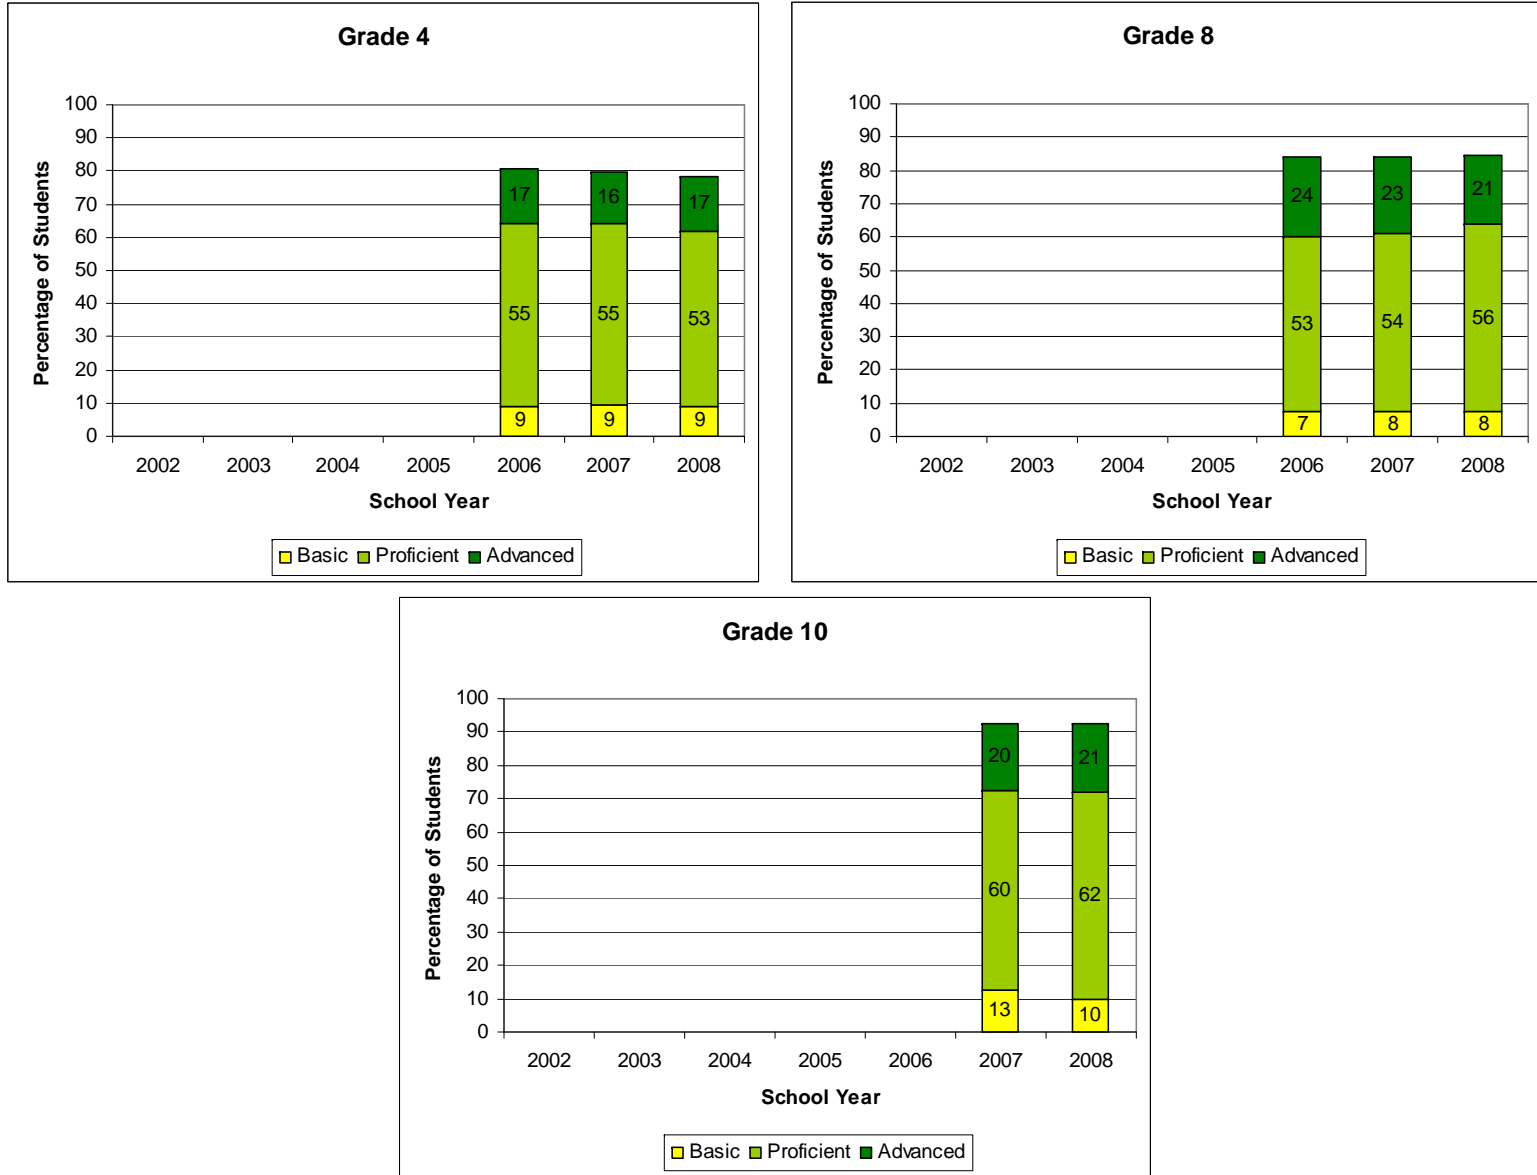 Grade 4
100
90
80
70
60
50
40
30
20
10
0
Percentage of Students
17 16 17
55 55 53
9 9 9
2002 2003 2004 2005 2006 2007 2008
School Year
Basic Proficient Advanced
Grade 8
100
90
80
70
60
50
40
30
20
10
0
Percentage of Students
24 23 21
53 54 56
7 8 8
2002 2003 2004 2005 2006 2007 2008
School Year
Basic Proficient Advanced
Grade 10
100
90
80
70
60
50
40
30
20
10
0
Percentage of Students
20 21
60 62
13 10
2002 2003 2004 2005 2006 2007 2008
School Year
Basic Proficient Advanced